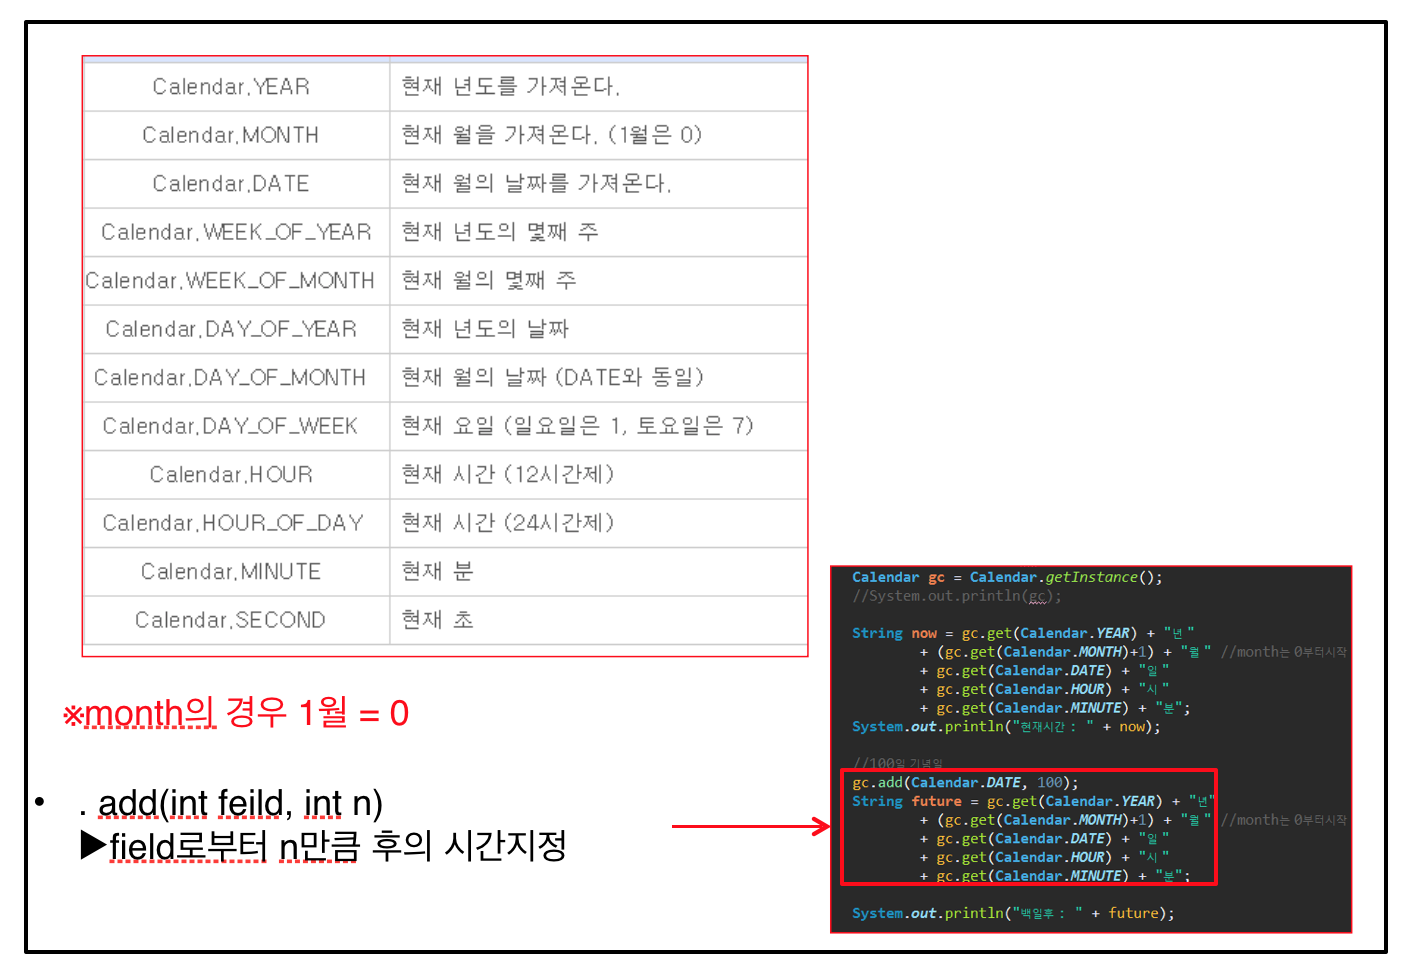 Calendar.YEAR 현재 년도를 가져온다.
Calendar.MONTH 현재 월을 가져온다. (1월은 0)
Calendar.DATE 현재 월의 날짜를 가져온다.
Calendar.WEEK_OF_YEAR 현재 년도의 몇째 주
Calendar.WEEK_OF_MONTH 현재 월의 몇째 주
Calendar.DAY_OF_YEAR 현재 년도의 날짜
Calendar.DAY_OF_MONTH 현재 월의 날짜 (DATE와 동일)
Calendar.DAY_OF_WEEK 현재 요일 (일요일은 1, 토요일은 7)
Calendar.HOUR 현재 시간 (12시간제)
Calendar.HOUR_OF_DAY 현재 시간 (24시간제)
Calendar.MINUTE 현재 분
Calendar.SECOND 현재 초
※month의 경우 1월 = 0
• . add(int feild, int n)
▶field로부터 n만큼 후의 시간지정
Calendar gc = Calendar.getInstance();
//System.out.println(gc);
String now = gc.get(Calendar.YEAR) + "년 "
+ (gc.get(Calendar.MONTH)+1) + "월 " //month는 0부터시작
+ gc.get(Calendar.DATE) + "일 "
+ gc.get(Calendar.HOUR) + "시 "
+ gc.get(Calendar.MINUTE) + "분";
System.out.println("현재시간 : " + now);
//100일 기념일
gc.add(Calendar.DATE, 100);
String future = gc.get(Calendar.YEAR) + "년"
+ (gc.get(Calendar.MONTH)+1) + "월 " //month는 0부터시작
+ gc.get(Calendar.DATE) + "일 "
+ gc.get(Calendar.HOUR) + "시 "
+ gc.get(Calendar.MINUTE) + "분";
System.out.println("백일후 : " + future);